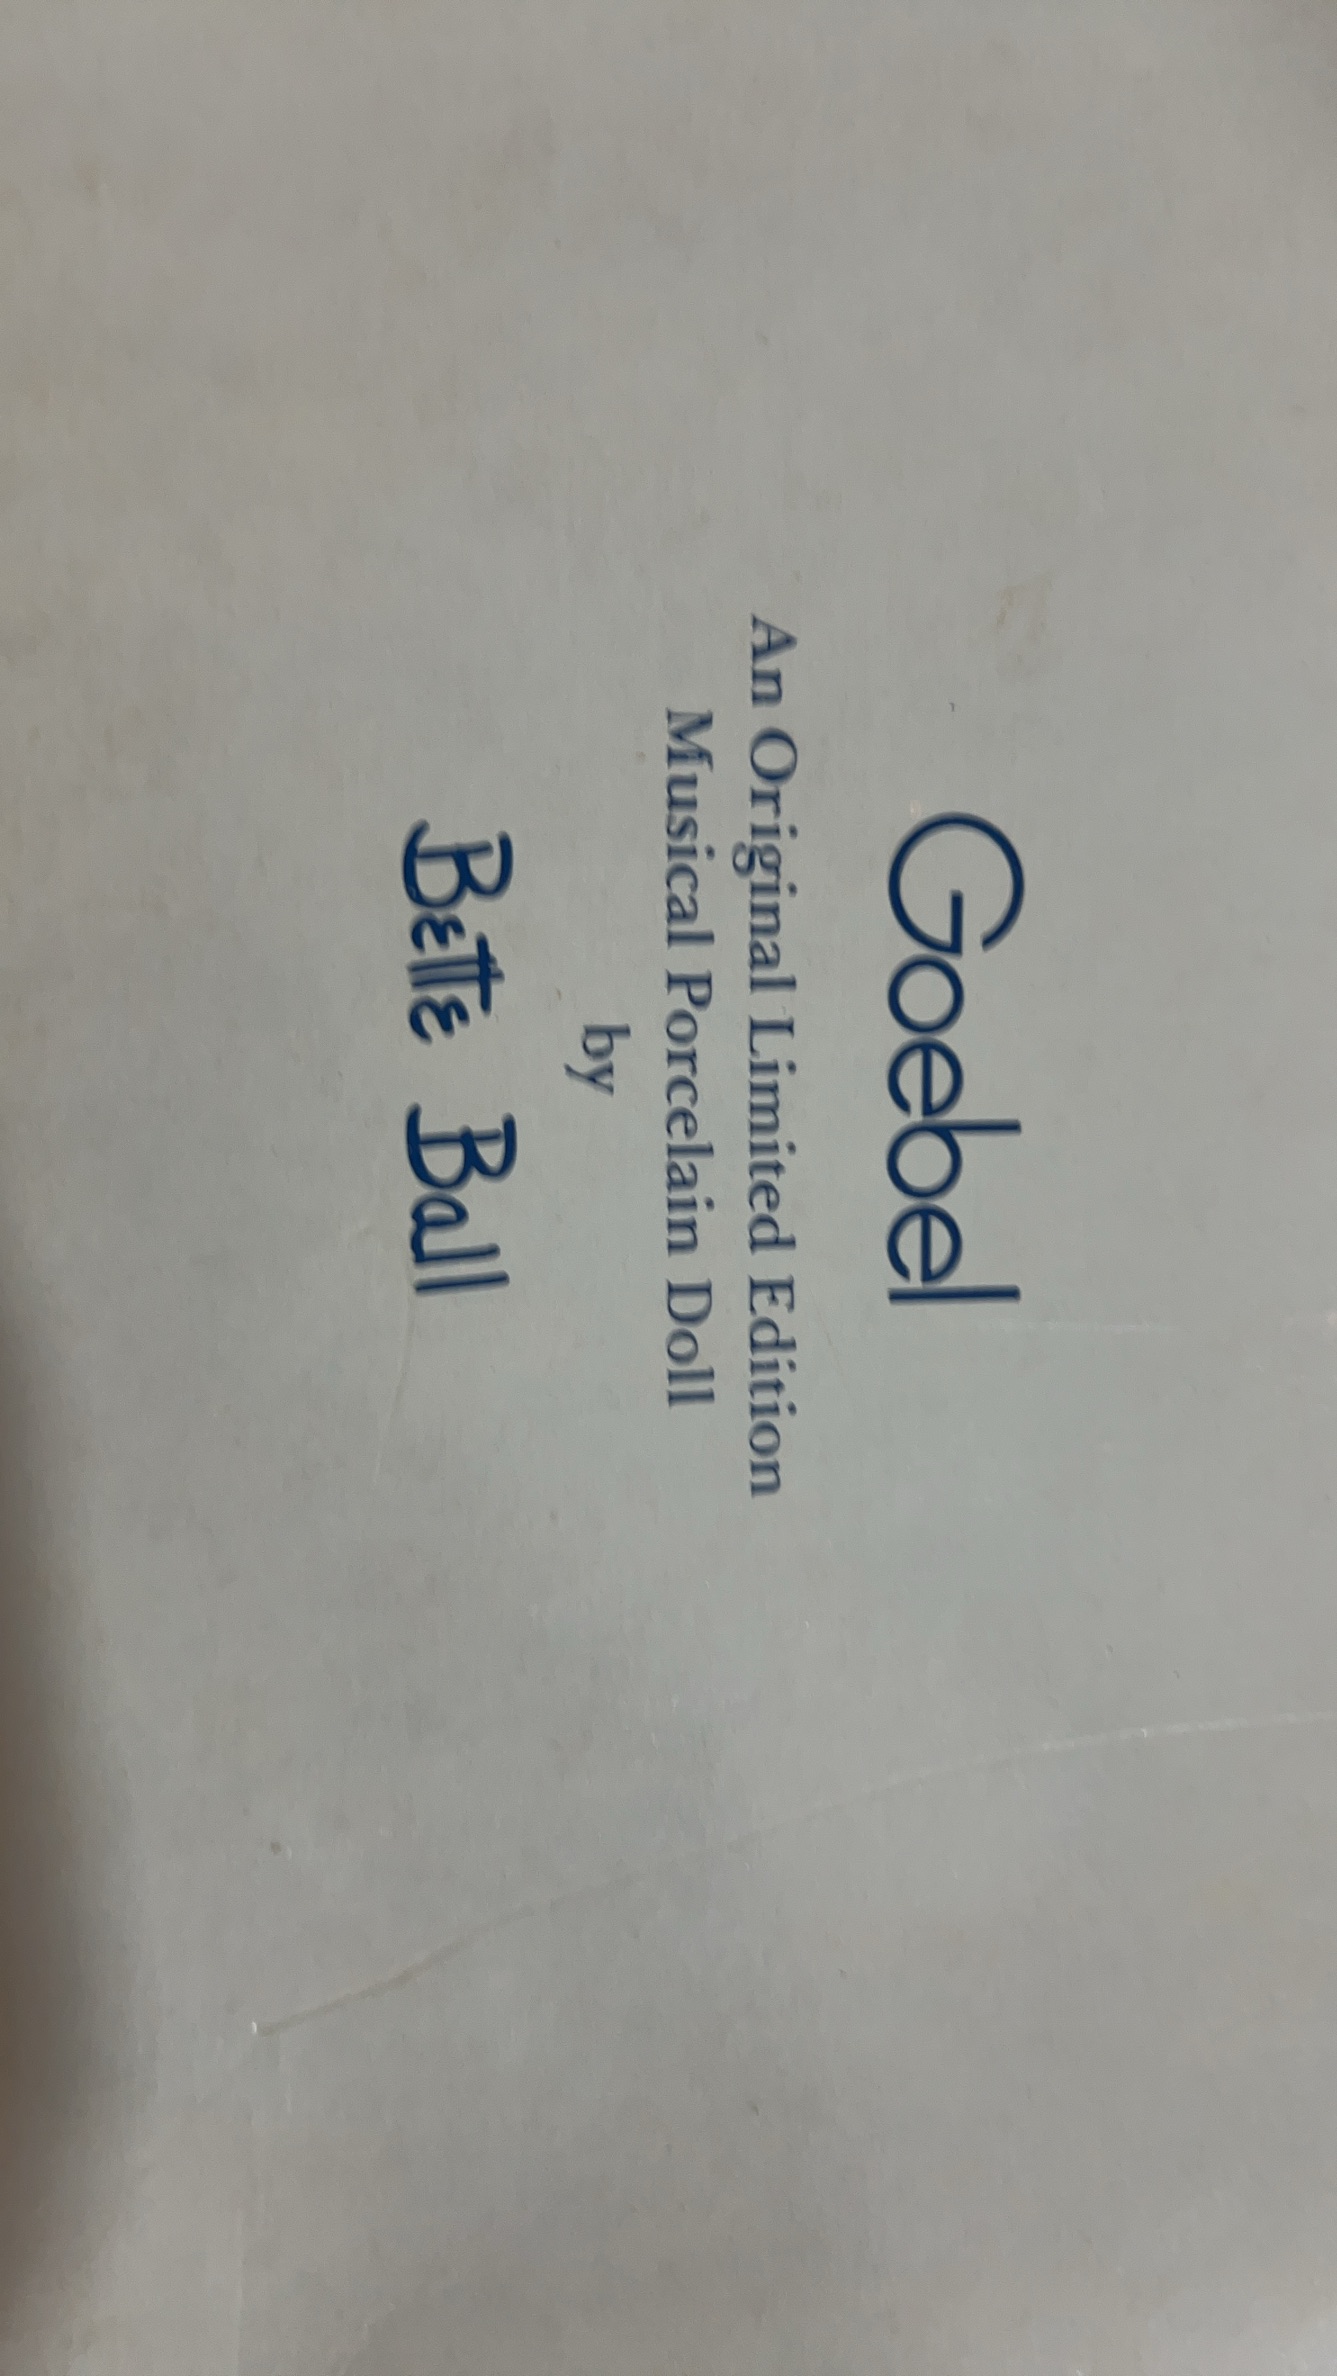 Goebel
An Original Limited Edition
Musical Porcelain Doll
by
Bette Ball